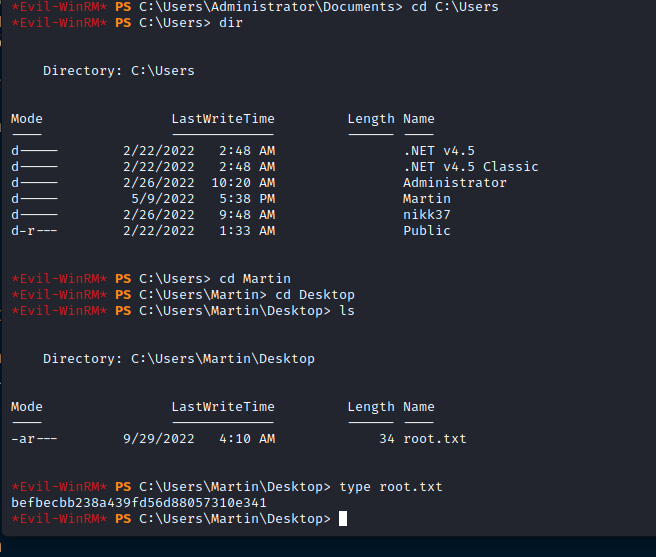 *Evil-WinRM* PS C:\Users\Administrator\Documents> cd C:\Users
*Evil-WinRM* PS C:\Users> dir
Directory: C:\Users
Mode LastWriteTime Length Name
---- ------------- ------ ----
d----- 2/22/2022 2:48 AM .NET v4.5
d----- 2/22/2022 2:48 AM .NET v4.5 Classic
d----- 2/26/2022 10:20 AM Administrator
d----- 5/9/2022 5:38 PM Martin
d----- 2/26/2022 9:48 AM nikk37
d-r--- 2/22/2022 1:33 AM Public
*Evil-WinRM* PS C:\Users> cd Martin
*Evil-WinRM* PS C:\Users\Martin> cd Desktop
*Evil-WinRM* PS C:\Users\Martin\Desktop> ls
Directory: C:\Users\Martin\Desktop
Mode LastWriteTime Length Name
---- ------------- ------ ----
-ar--- 9/29/2022 4:10 AM 34 root.txt
*Evil-WinRM* PS C:\Users\Martin\Desktop> type root.txt
befbecbb238a439fd56d88057310e341
*Evil-WinRM* PS C:\Users\Martin\Desktop>